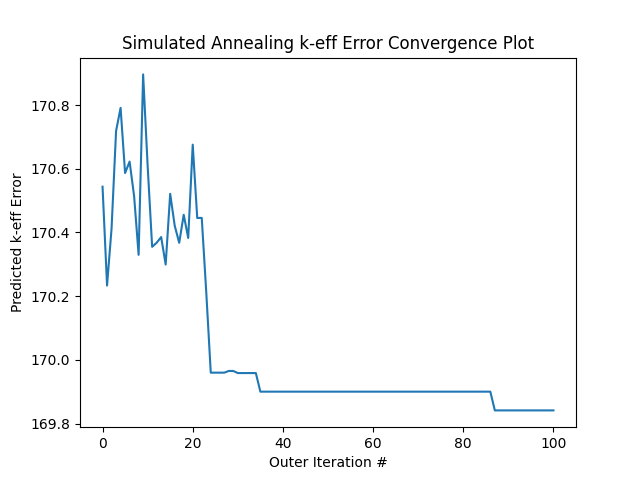 Simulated Annealing k-eff Error Convergence Plot
170.8
170.6
170.4
170.2
170.0
169.8
Predicted k-eff Error
0 20 40 60 80 100
Outer Iteration #